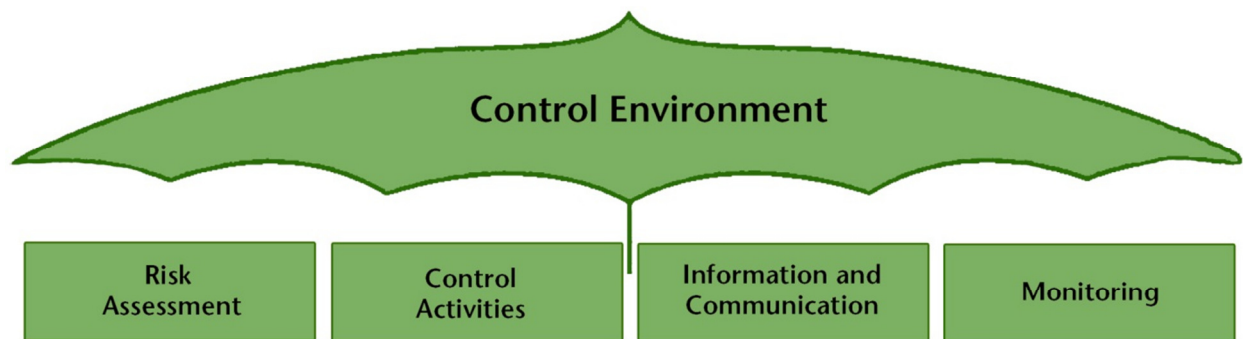 Control Environment
Risk
Assessment
Control
Activities
Information and
Communication
Monitoring